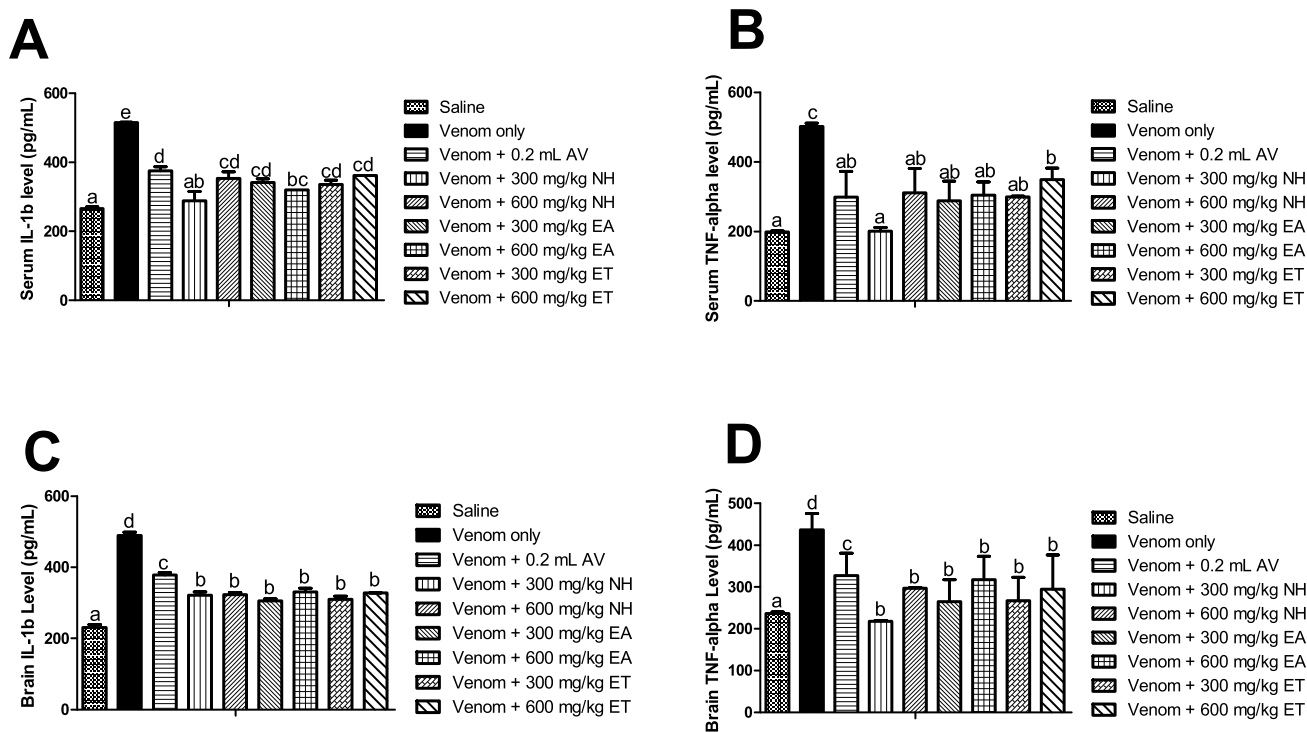 A
Serum IL-1b level (pg/mL)
600
400
200
0
a
e
d
ab
cd
cd
bc
cd
cd
Saline
Venom only
Venom + 0.2 mL AV
Venom + 300 mg/kg NH
Venom + 600 mg/kg NH
Venom + 300 mg/kg EA
Venom + 600 mg/kg EA
Venom + 300 mg/kg ET
Venom + 600 mg/kg ET
B
Serum TNF-alpha level (pg/mL)
600
400
200
0
a
c
ab
a
ab
ab
ab
ab
b
Saline
Venom only
Venom + 0.2 mL AV
Venom + 300 mg/kg NH
Venom + 600 mg/kg NH
Venom + 300 mg/kg EA
Venom + 600 mg/kg EA
Venom + 300 mg/kg ET
Venom + 600 mg/kg ET
C
Brain IL-1b Level (pg/mL)
600
400
200
0
a
d
c
b
b
b
b
b
b
Saline
Venom only
Venom + 0.2 mL AV
Venom + 300 mg/kg NH
Venom + 600 mg/kg NH
Venom + 300 mg/kg EA
Venom + 600 mg/kg EA
Venom + 300 mg/kg ET
Venom + 600 mg/kg ET
D
Brain TNF-alpha Level (pg/mL)
500
400
300
200
100
0
a
d
c
b
b
b
b
b
b
Saline
Venom only
Venom + 0.2 mL AV
Venom + 300 mg/kg NH
Venom + 600 mg/kg NH
Venom + 300 mg/kg EA
Venom + 600 mg/kg EA
Venom + 300 mg/kg ET
Venom + 600 mg/kg ET